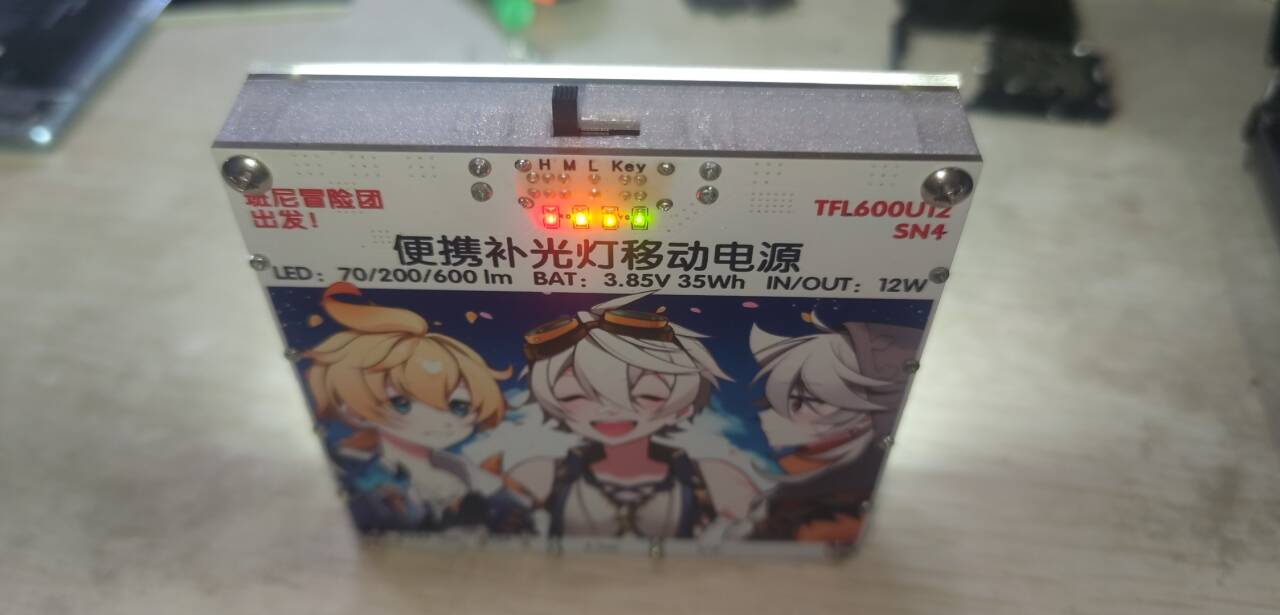 H M L Key
班尼冒险团
出发!
TFL600U12
SN4
便携补光灯移动电源
LED: 70/200/600 lm BAT: 3.85V 35Wh IN/OUT: 12W